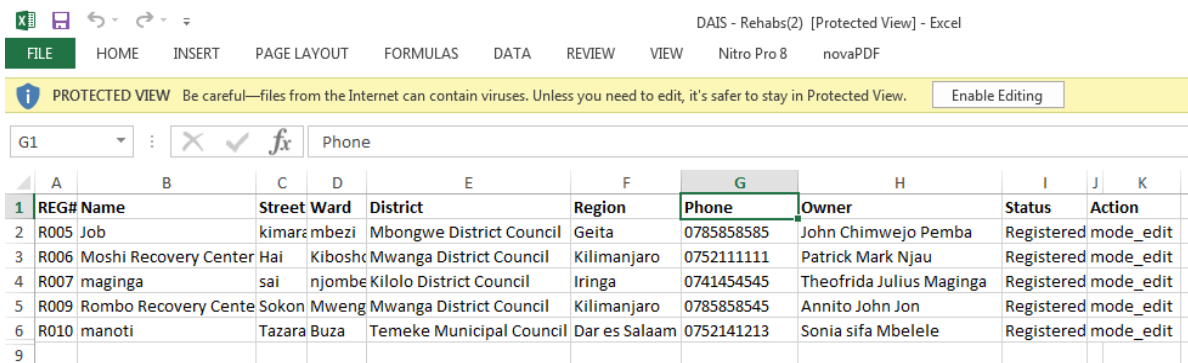 DAIS - Rehabs(2) [Protected View] - Excel
FILE HOME INSERT PAGE LAYOUT FORMULAS DATA REVIEW VIEW Nitro Pro 8 novaPDF
PROTECTED VIEW Be careful—files from the Internet can contain viruses. Unless you need to edit, it's safer to stay in Protected View. Enable Editing
G1 fx Phone
A B C D E F G H I J K
1 REG# Name Street Ward District Region Phone Owner Status Action
2 R005 Job kimara mbezi Mbongwe District Council Geita 0785858585 John Chimwejo Pemba Registered mode_edit
3 R006 Moshi Recovery Center Hai Kibosho Mwanga District Council Kilimanjaro 0752111111 Patrick Mark Njau Registered mode_edit
4 R007 maginga sai njombe Kilolo District Council Iringa 0741454545 Theofrida Julius Maginga Registered mode_edit
5 R009 Rombo Recovery Cente Sokon Mweng Mwanga District Council Kilimanjaro 0785858545 Annito John Jon Registered mode_edit
6 R010 manoti Tazara Buza Temeke Municipal Council Dar es Salaam 0752141213 Sonia sifa Mbelele Registered mode_edit
9